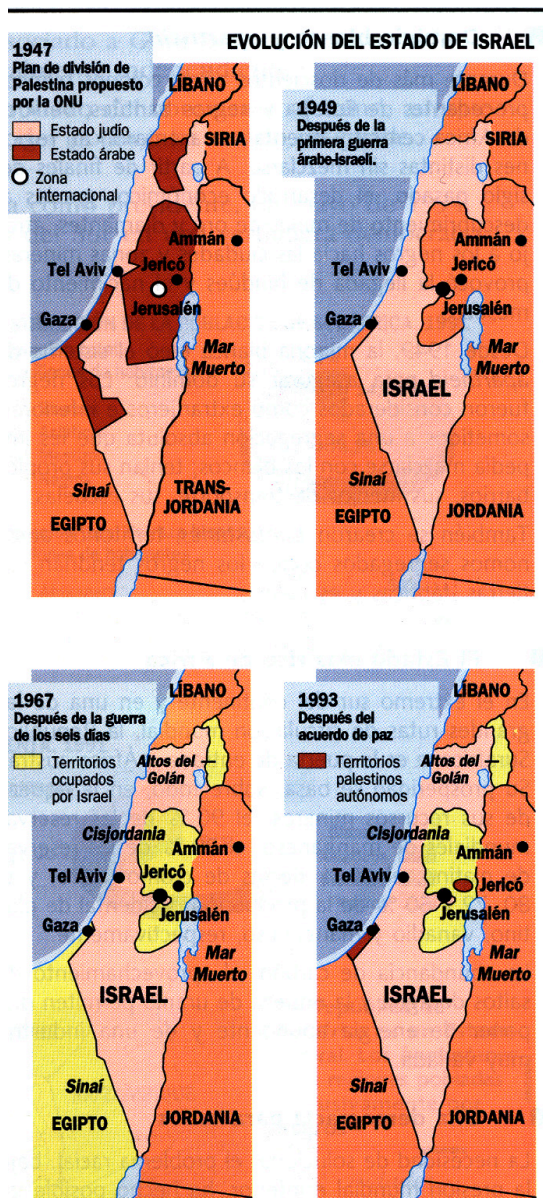 EVOLUCIÓN DEL ESTADO DE ISRAEL
1947
Plan de división de
Palestina propuesto
por la ONU
Estado judío
Estado árabe
Zona
internacional
LÍBANO
SIRIA
Ammán
Tel Aviv
Jericó
Jerusalén
Gaza
Mar
Muerto
Sinaí
EGIPTO
TRANS-
JORDANIA
1949
Después de la
primera guerra
árabe-israelí.
LÍBANO
SIRIA
Ammán
Tel Aviv
Jericó
Jerusalén
Gaza
Mar
Muerto
ISRAEL
Sinaí
EGIPTO
JORDANIA
1967
Después de la guerra
de los seis días
Territorios
ocupados
por Israel
LÍBANO
Altos del
Golán
Cisjordania
Ammán
Tel Aviv
Jericó
Jerusalén
Gaza
Mar
Muerto
ISRAEL
Sinaí
EGIPTO
JORDANIA
1993
Después del
acuerdo de paz
Territorios
palestinos
autónomos
LÍBANO
Altos del
Golán
Cisjordania
Ammán
Tel Aviv
Jericó
Jerusalén
Gaza
Mar
Muerto
ISRAEL
Sinaí
EGIPTO
JORDANIA